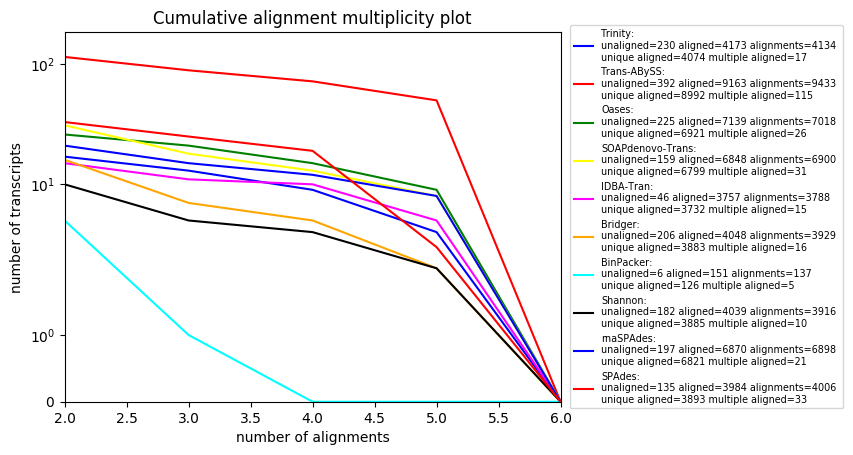 Cumulative alignment multiplicity plot
number of transcripts
10²
10¹
10⁰
0
2.0 2.5 3.0 3.5 4.0 4.5 5.0 5.5 6.0
number of alignments
Trinity:
unaligned=230 aligned=4173 alignments=4134
unique aligned=4074 multiple aligned=17
Trans-ABySS:
unaligned=392 aligned=9163 alignments=9433
unique aligned=8992 multiple aligned=115
Oases:
unaligned=225 aligned=7139 alignments=7018
unique aligned=6921 multiple aligned=26
SOAPdenovo-Trans:
unaligned=159 aligned=6848 alignments=6900
unique aligned=6799 multiple aligned=31
IDBA-Tran:
unaligned=46 aligned=3757 alignments=3788
unique aligned=3732 multiple aligned=15
Bridger:
unaligned=206 aligned=4048 alignments=3929
unique aligned=3883 multiple aligned=16
BinPacker:
unaligned=6 aligned=151 alignments=137
unique aligned=126 multiple aligned=5
Shannon:
unaligned=182 aligned=4039 alignments=3916
unique aligned=3885 multiple aligned=10
rnaSPAdes:
unaligned=197 aligned=6870 alignments=6898
unique aligned=6821 multiple aligned=21
SPAdes:
unaligned=135 aligned=3984 alignments=4006
unique aligned=3893 multiple aligned=33